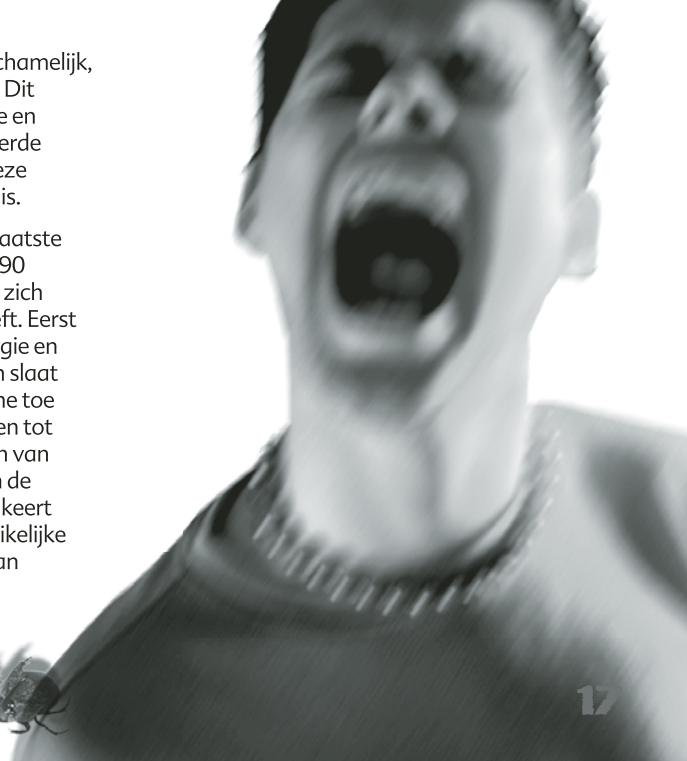 chamelijk,
Dit
e en
erde
eze
is.
aatste
90
zich
ft. Eerst
gie en
n slaat
ne toe
en tot
n van
n de
keert
ikelijke
an
17